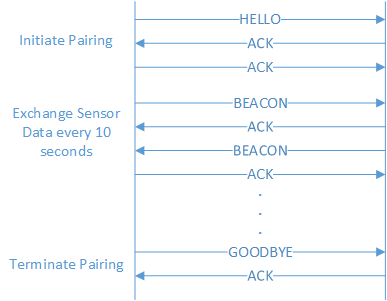 HELLO
Initiate Pairing
ACK
ACK
BEACON
Exchange Sensor
Data every 10
seconds
ACK
BEACON
ACK
.
.
.
GOODBYE
Terminate Pairing
ACK